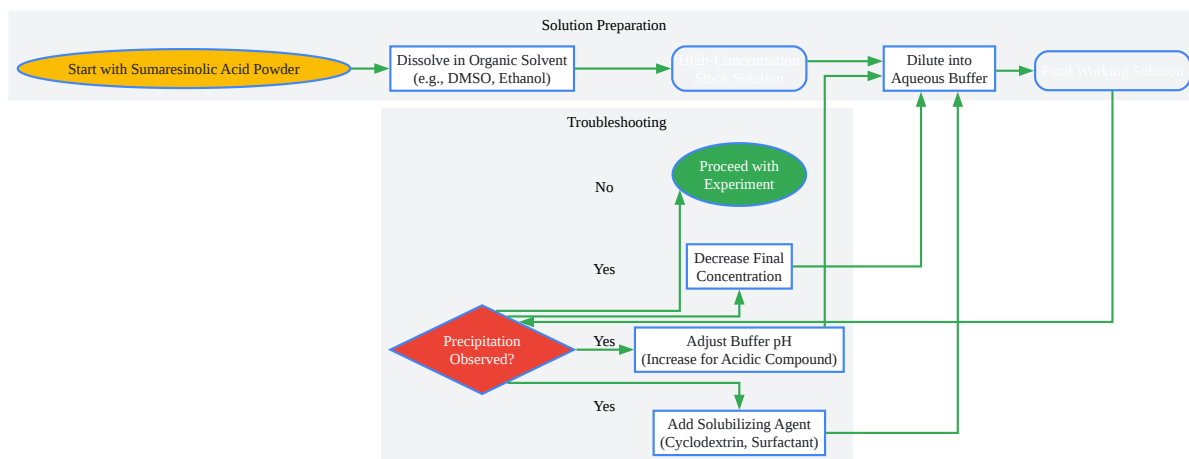 Solution Preparation
Start with Sumaresinolic Acid Powder
Dissolve in Organic Solvent
(e.g., DMSO, Ethanol)
High-Concentration
Stock Solution
Dilute into
Aqueous Buffer
Final Working Solution
Troubleshooting
No
Proceed with
Experiment
Yes
Decrease Final
Concentration
Precipitation
Observed?
Yes
Adjust Buffer pH
(Increase for Acidic Compound)
Yes
Add Solubilizing Agent
(Cyclodextrin, Surfactant)